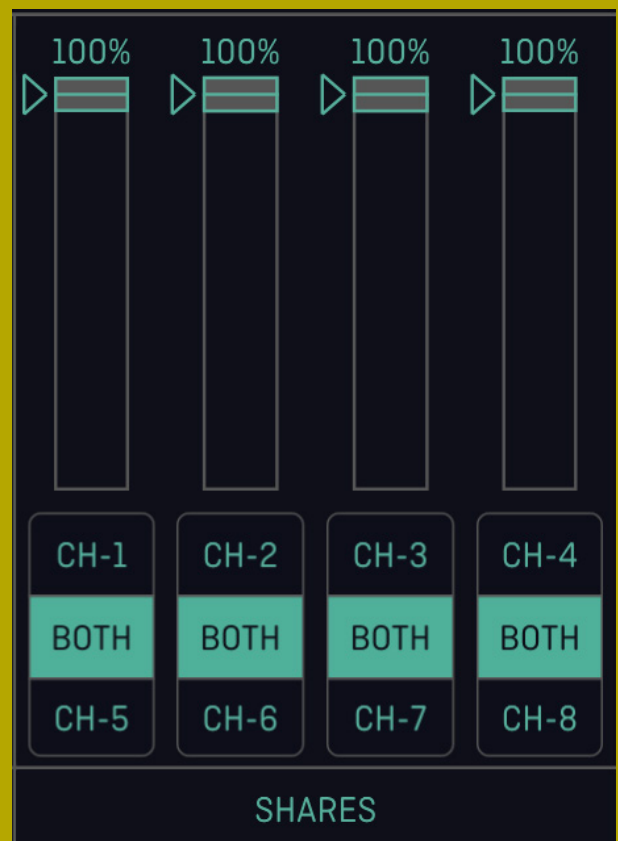 100% 100% 100% 100%
CH-1 CH-2 CH-3 CH-4
BOTH BOTH BOTH BOTH
CH-5 CH-6 CH-7 CH-8
SHARES